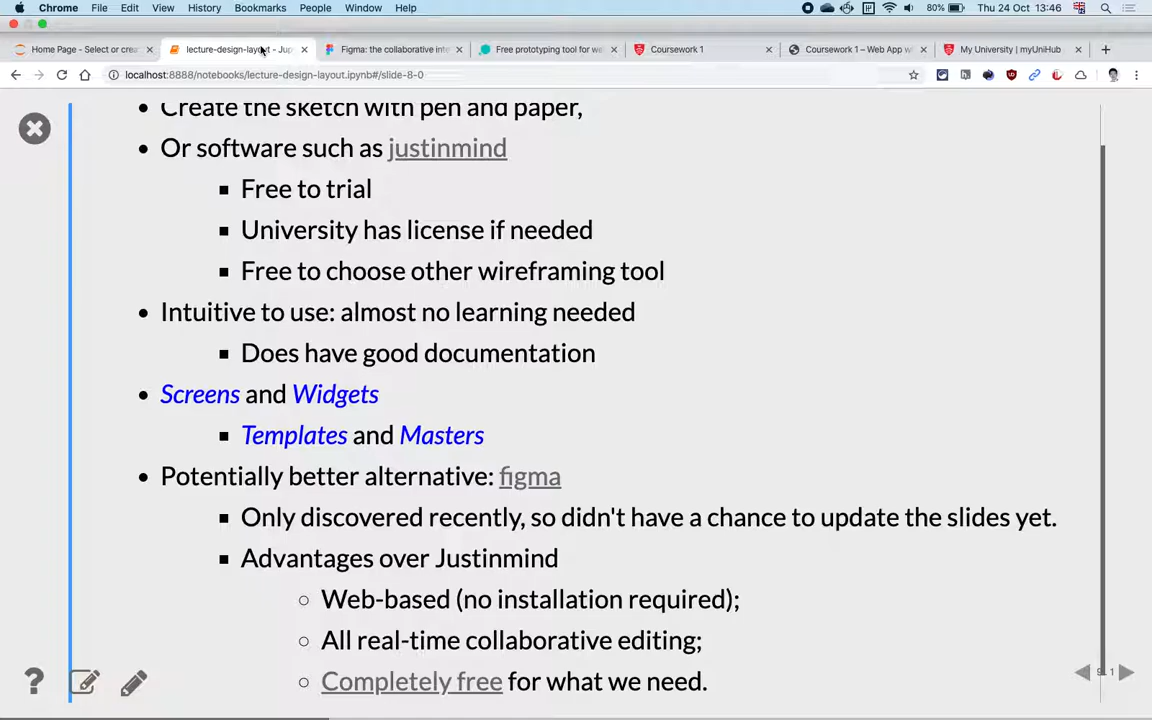 Chrome File Edit View History Bookmarks People Window Help 80% Thu 24 Oct 13:46
Home Page - Select or crea lecture-design-layout - Jup Figma: the collaborative inte Free prototyping tool for we Coursework 1 Coursework 1 – Web App w My University | myUniHub
localhost:8888/notebooks/lecture-design-layout.ipynb#/slide-8-0
Create the sketch with pen and paper,
Or software such as justinmind
Free to trial
University has license if needed
Free to choose other wireframing tool
Intuitive to use: almost no learning needed
Does have good documentation
Screens and Widgets
Templates and Masters
Potentially better alternative: figma
Only discovered recently, so didn't have a chance to update the slides yet.
Advantages over Justinmind
Web-based (no installation required);
All real-time collaborative editing;
Completely free for what we need.